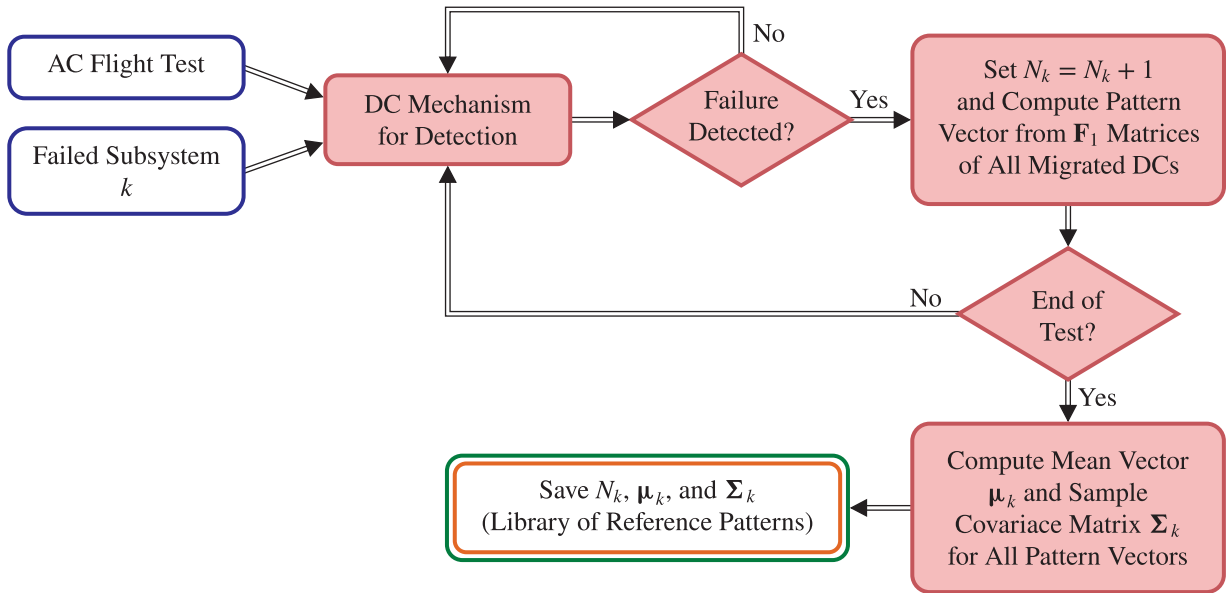 AC Flight Test
Failed Subsystem
k
DC Mechanism
for Detection
No
Failure
Detected?
Yes
Set N_k = N_k + 1
and Compute Pattern
Vector from F_1 Matrices
of All Migrated DCs
No
End of
Test?
Yes
Compute Mean Vector
μ_k and Sample
Covariace Matrix Σ_k
for All Pattern Vectors
Save N_k, μ_k, and Σ_k
(Library of Reference Patterns)